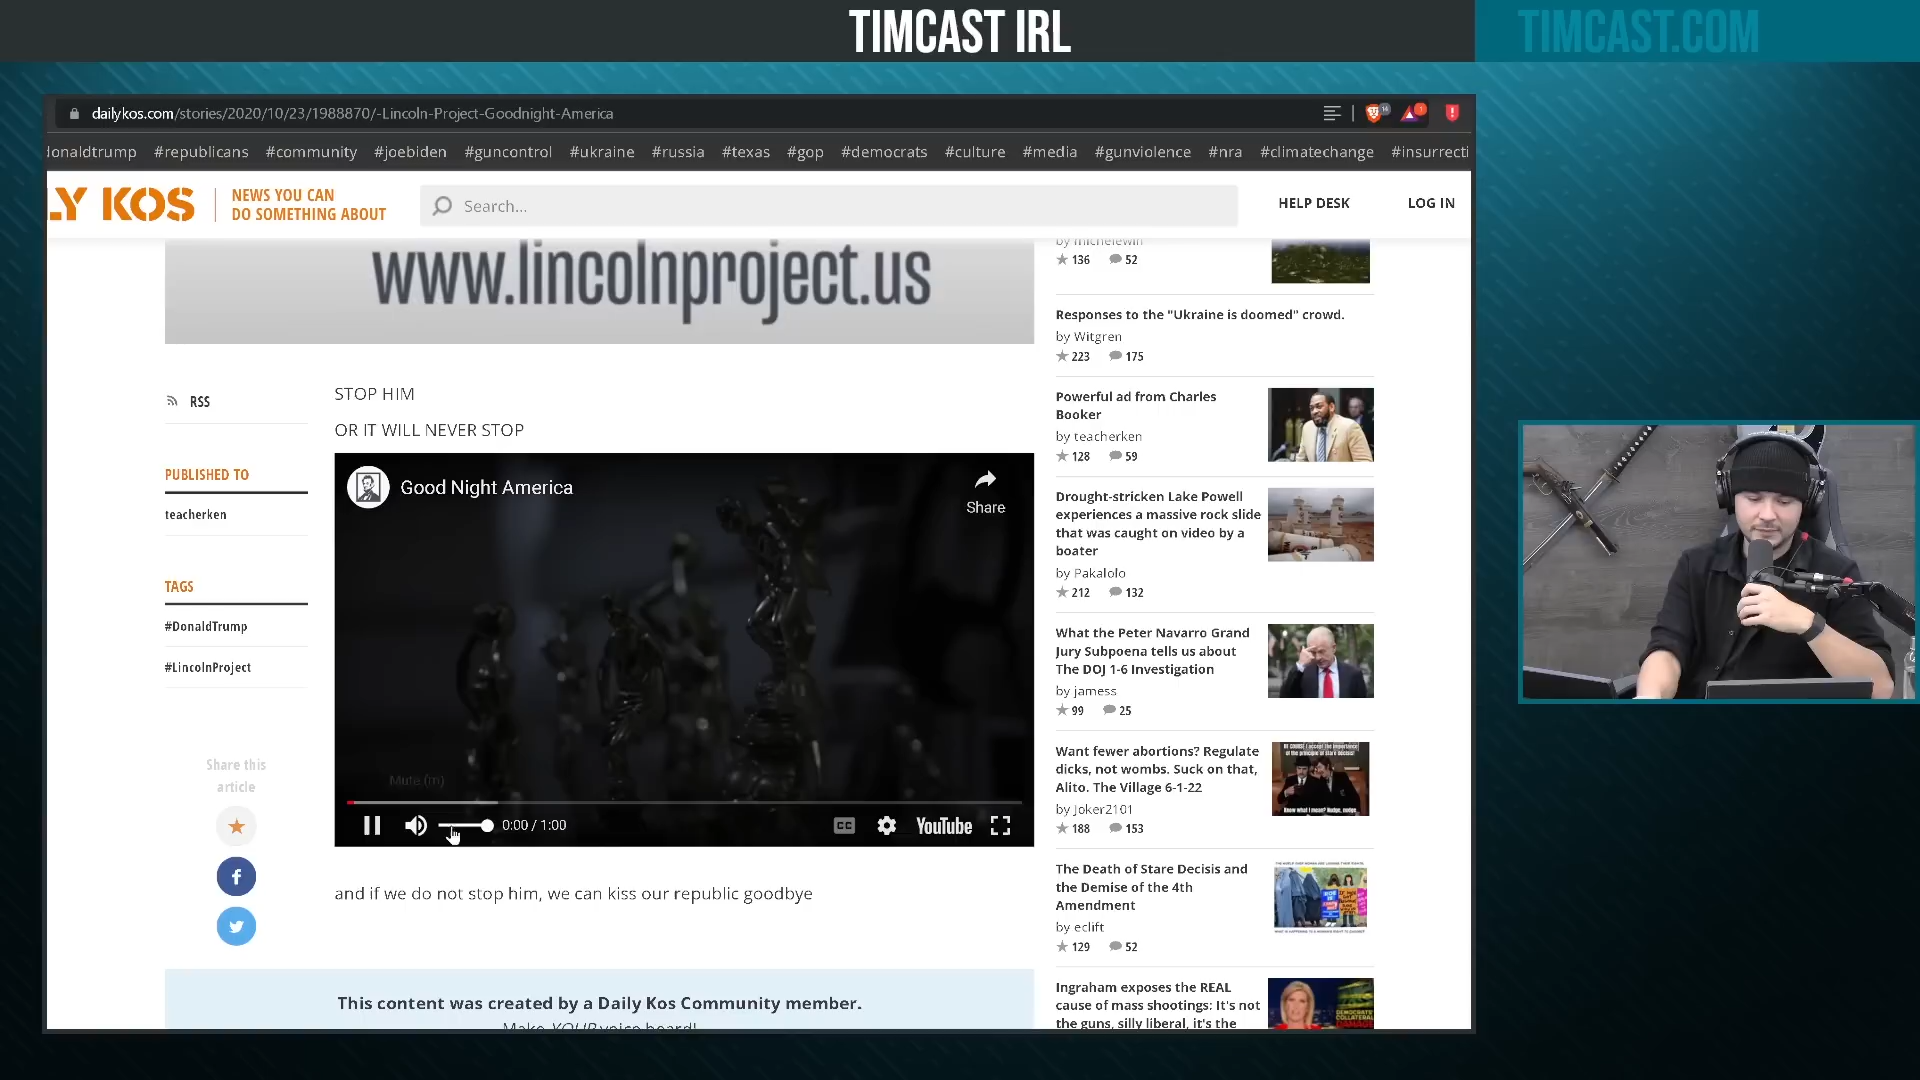 TIMCAST IRL
TIMCAST.COM
dailykos.com/stories/2020/10/23/1988870/-Lincoln-Project-Goodnight-America
donaldtrump #republicans #community #joebiden #guncontrol #ukraine #russia #texas #gop #democrats #culture #media #gunviolence #nra #climatechange #insurrecti
LY KOS
NEWS YOU CAN
DO SOMETHING ABOUT
Search...
HELP DESK
LOG IN
www.lincolnproject.us
RSS
PUBLISHED TO
teacherken
TAGS
#DonaldTrump
#LincolnProject
Share this
article
STOP HIM
OR IT WILL NEVER STOP
Good Night America
Share
Mute (m)
0:00 / 1:00
CC
YouTube
and if we do not stop him, we can kiss our republic goodbye
This content was created by a Daily Kos Community member.
Make YOUR voice heard!
by michelewln
136 52
Responses to the "Ukraine is doomed" crowd.
by Witgren
223 175
Powerful ad from Charles
Booker
by teacherken
128 59
Drought-stricken Lake Powell
experiences a massive rock slide
that was caught on video by a
boater
by Pakalolo
212 132
What the Peter Navarro Grand
Jury Subpoena tells us about
The DOJ 1-6 Investigation
by jamess
99 25
Want fewer abortions? Regulate
dicks, not wombs. Suck on that,
Alito. The Village 6-1-22
by Joker2101
188 153
The Death of Stare Decisis and
the Demise of the 4th
Amendment
by eclift
129 52
Ingraham exposes the REAL
cause of mass shootings: It's not
the guns, silly liberal, it's the